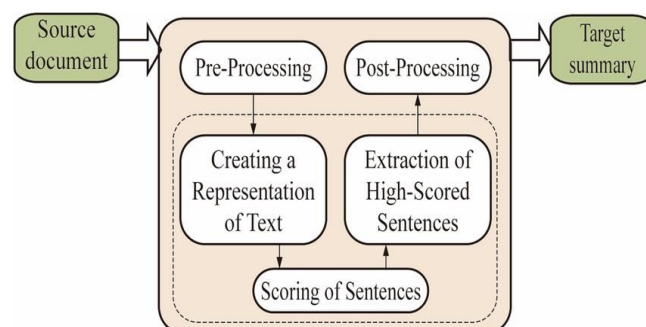 Source
document
Pre-Processing
Post-Processing
Target
summary
Creating a
Representation
of Text
Extraction of
High-Scored
Sentences
Scoring of Sentences